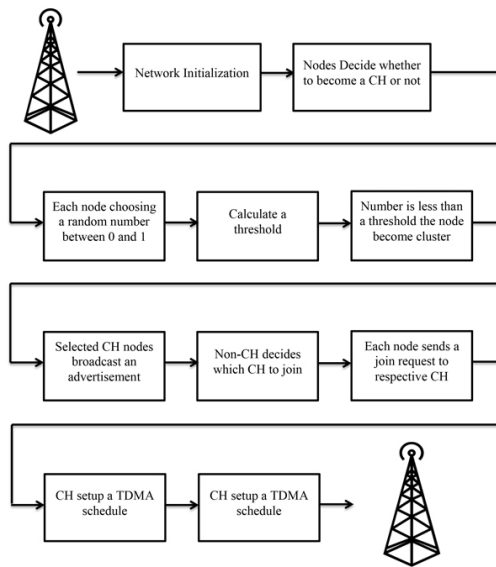 Network Initialization
Nodes Decide whether
to become a CH or not
Each node choosing
a random number
between 0 and 1
Calculate a
threshold
Number is less than
a threshold the node
become cluster
Selected CH nodes
broadcast an
advertisement
Non-CH decides
which CH to join
Each node sends a
join request to
respective CH
CH setup a TDMA
schedule
CH setup a TDMA
schedule